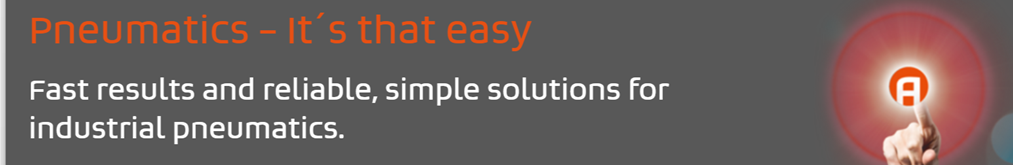 Pneumatics – It´s that easy
Fast results and reliable, simple solutions for
industrial pneumatics.
A